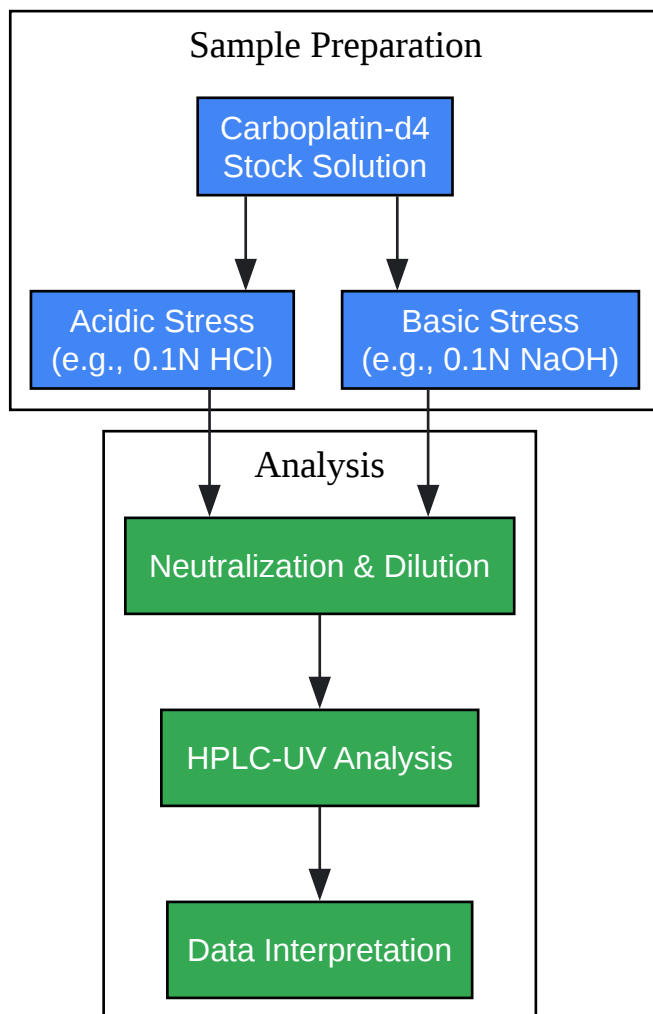 Sample Preparation
Carboplatin-d4
Stock Solution
Acidic Stress
(e.g., 0.1N HCl)
Basic Stress
(e.g., 0.1N NaOH)
Analysis
Neutralization & Dilution
HPLC-UV Analysis
Data Interpretation